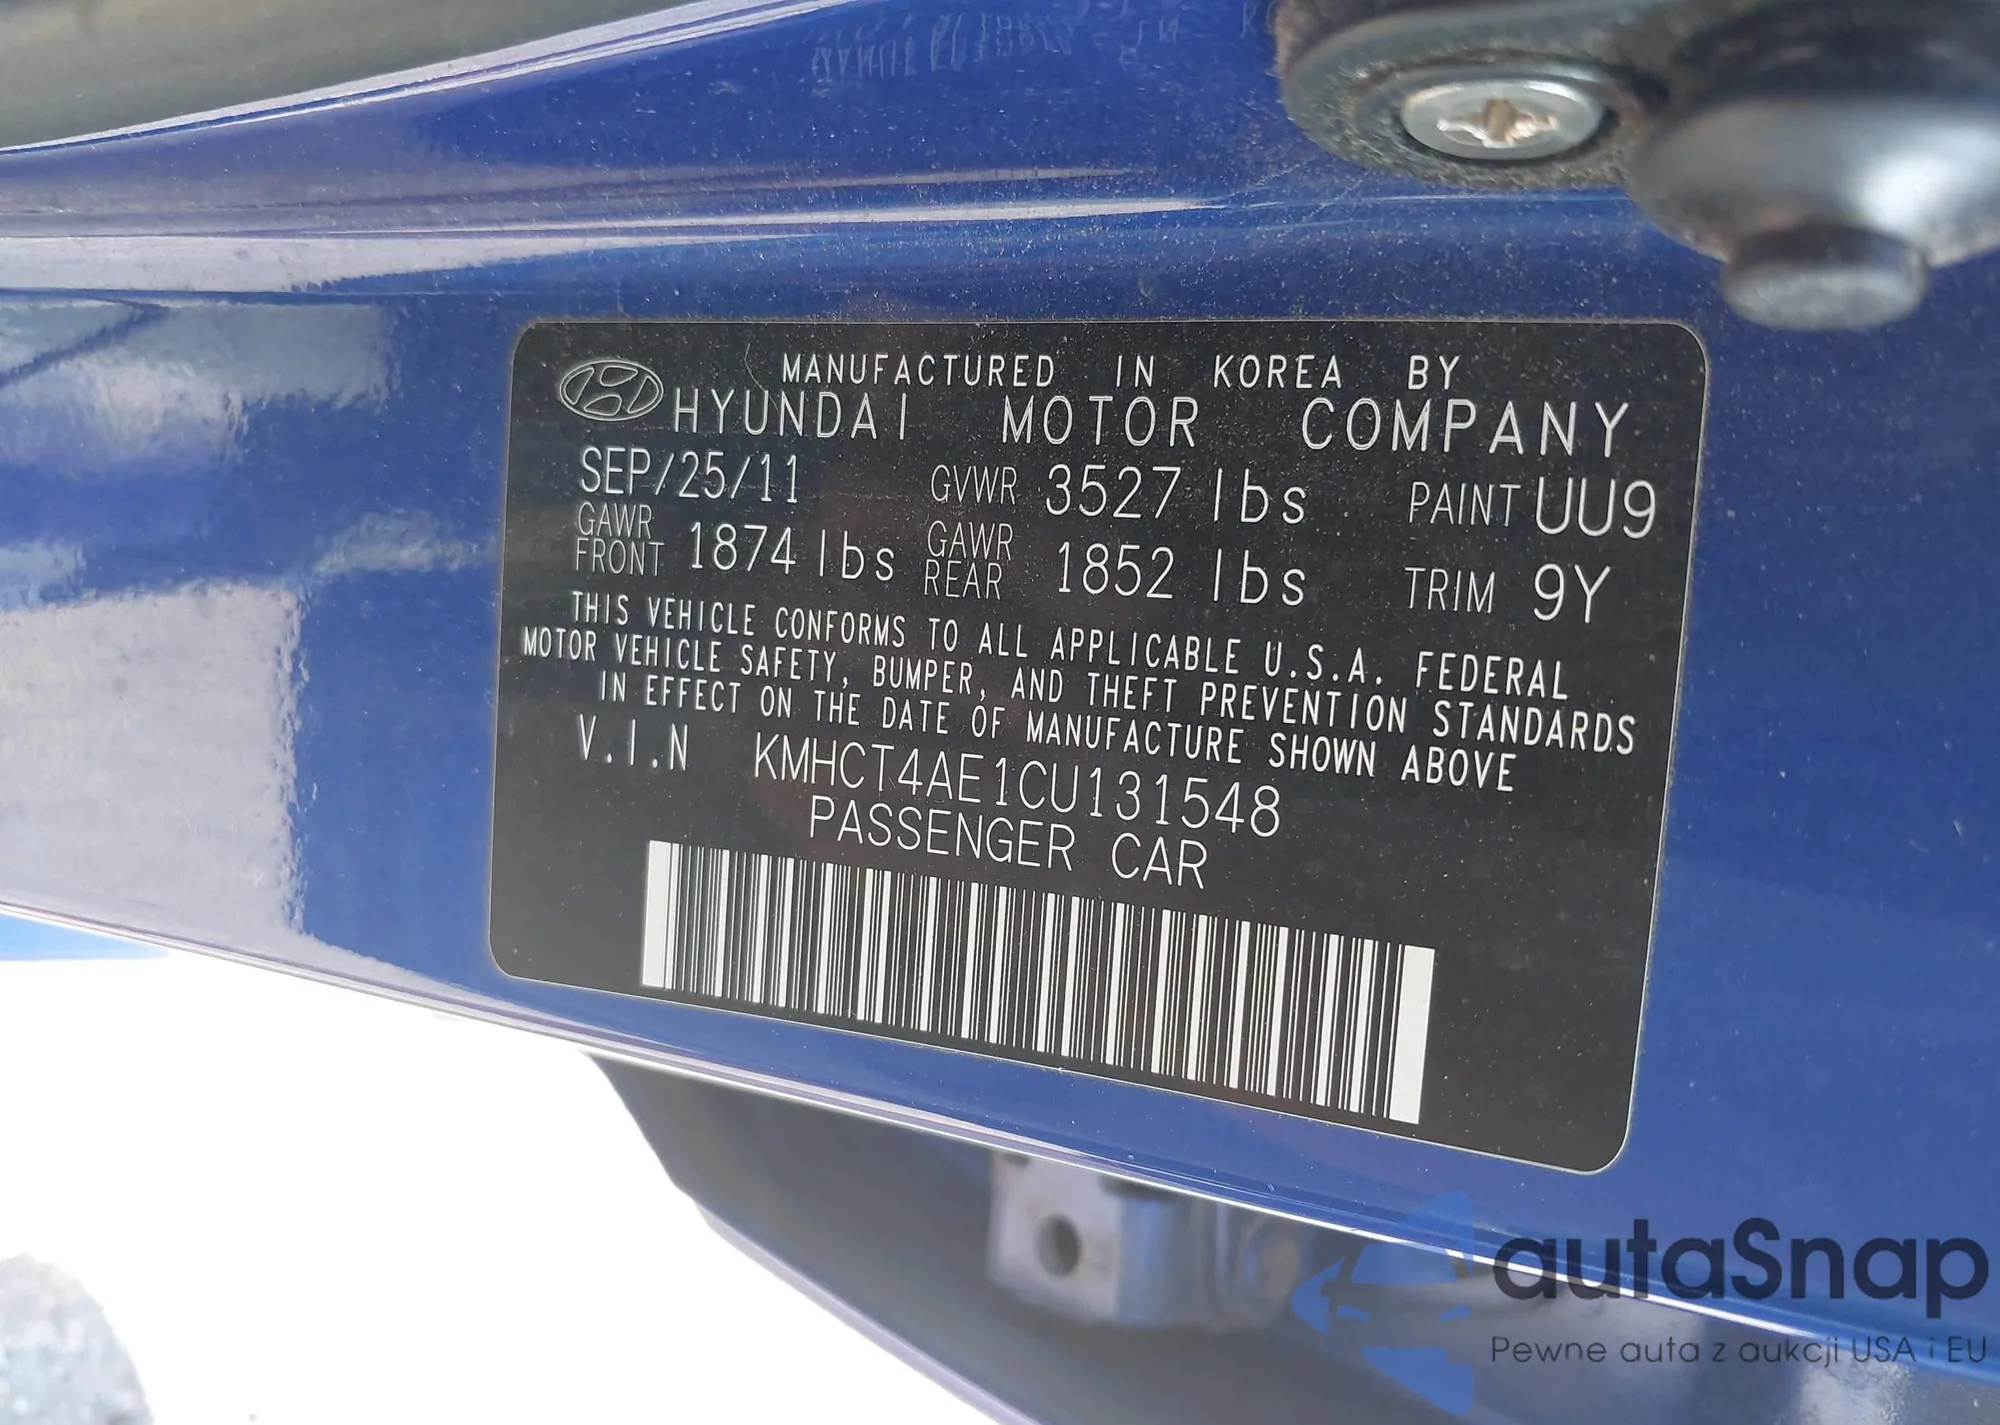 MANUFACTURED IN KOREA BY
HYUNDAI MOTOR COMPANY
SEP/25/11 GVWR 3527 lbs PAINT UU9
GAWR FRONT 1874 lbs GAWR REAR 1852 lbs TRIM 9Y
THIS VEHICLE CONFORMS TO ALL APPLICABLE U.S.A. FEDERAL
MOTOR VEHICLE SAFETY, BUMPER, AND THEFT PREVENTION STANDARDS
IN EFFECT ON THE DATE OF MANUFACTURE SHOWN ABOVE
V.I.N KMHCT4AE1CU131548
PASSENGER CAR
autaSnap
Pewne auta z aukcji USA i EU